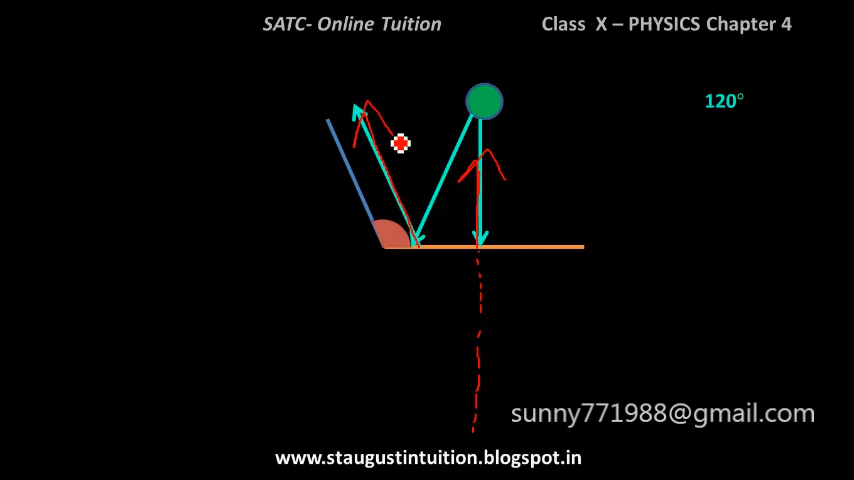 SATC- Online Tuition
Class X – PHYSICS Chapter 4
120°
sunny771988@gmail.com
www.staugustintuition.blogspot.in